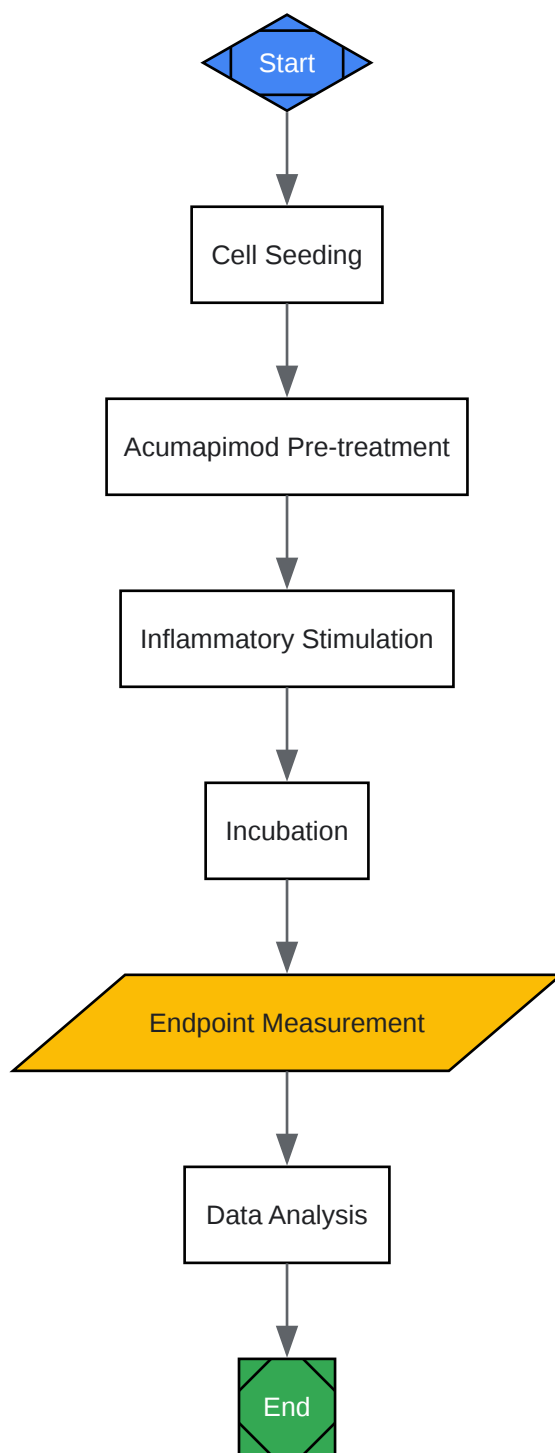 Start
Cell Seeding
Acumapimod Pre-treatment
Inflammatory Stimulation
Incubation
Endpoint Measurement
Data Analysis
End